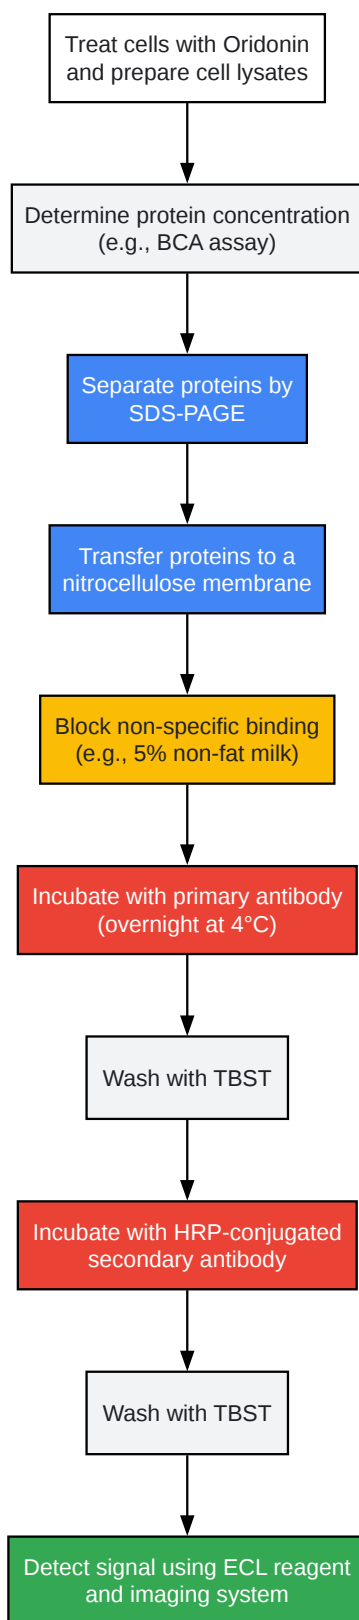 Treat cells with Oridonin
and prepare cell lysates
Determine protein concentration
(e.g., BCA assay)
Separate proteins by
SDS-PAGE
Transfer proteins to a
nitrocellulose membrane
Block non-specific binding
(e.g., 5% non-fat milk)
Incubate with primary antibody
(overnight at 4°C)
Wash with TBST
Incubate with HRP-conjugated
secondary antibody
Wash with TBST
Detect signal using ECL reagent
and imaging system